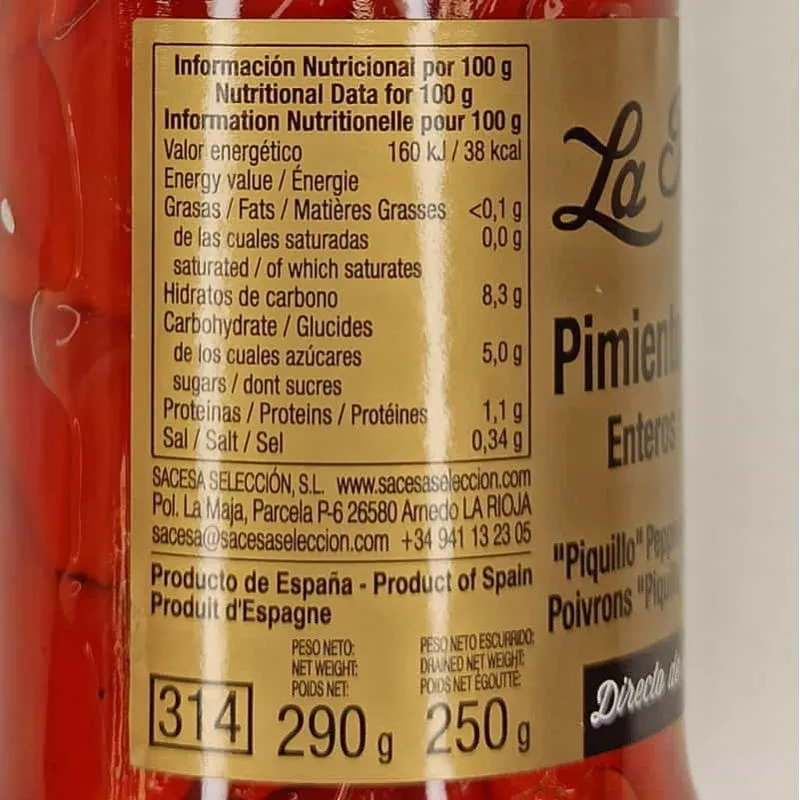 Información Nutricional por 100 g
Nutritional Data for 100 g
Information Nutritionelle pour 100 g
Valor energético 160 kJ / 38 kcal
Energy value / Énergie
Grasas / Fats / Matières Grasses <0,1 g
de las cuales saturadas 0,0 g
saturated / of which saturates
Hidratos de carbono 8,3 g
Carbohydrate / Glucides
de los cuales azúcares 5,0 g
sugars / dont sucres
Proteínas / Proteins / Protéines 1,1 g
Sal / Salt / Sel 0,34 g
SACESA SELECCIÓN, S.L. www.sacesaseleccion.com
Pol. La Maja, Parcela P-6 26580 Arnedo LA RIOJA
sacesa@sacesaseleccion.com +34 941 13 23 05
Producto de España - Product of Spain
Produit d'Espagne
PESO NETO:
NET WEIGHT:
POIDS NET:
290 g
PESO NETO ESCURRIDO:
DRAINED NET WEIGHT:
POIDS NET ÉGOUTTÉ:
250 g
314
La
Enteros
"Piquillo"
Poivrons
Directo de